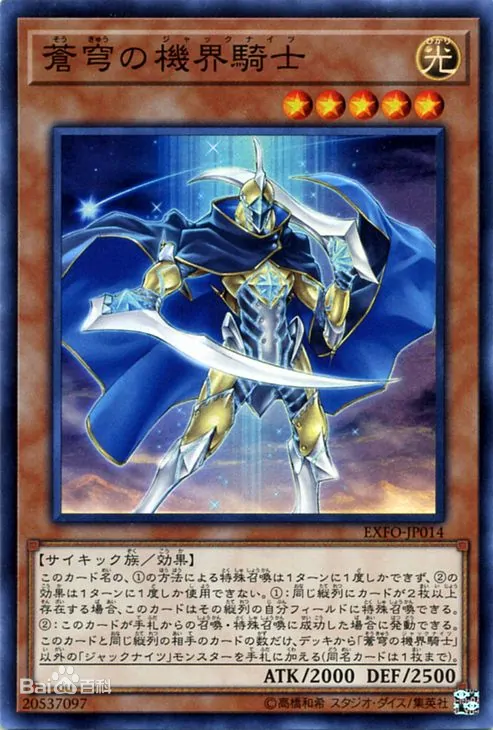 蒼穹の機界騎士
そう きゅう ジャックナイツ
光
ひかり
EXFO-JP014
【サイキック族/効果】
このカード名の、①の方法による特殊召喚は1ターンに1度しかできず、②の
効果は1ターンに1度しか使用できない。①:同じ縦列にカードが2枚以上
存在する場合、このカードはその縦列の自分フィールドに特殊召喚できる。
②:このカードが手札からの召喚・特殊召喚に成功した場合に発動できる。
このカードと同じ縦列の相手のカードの数だけ、デッキから「蒼穹の機界騎士」
以外の「ジャックナイツ」モンスターを手札に加える(同名カードは1枚まで)。
ATK/2000 DEF/2500
Bai百科
20537097
©高橋和希 スタジオ・ダイス/集英社